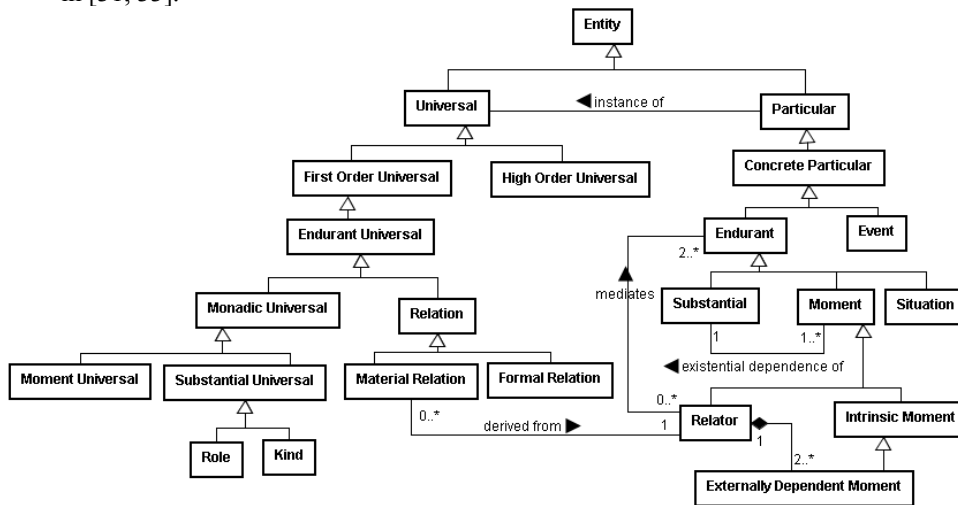 Entity
Universal
◀ instance of
Particular
First Order Universal
High Order Universal
Concrete Particular
Endurant Universal
Endurant
Event
2..*
Monadic Universal
Relation
mediates
Substantial
Moment
Situation
1
1..*
Moment Universal
Substantial Universal
Material Relation
Formal Relation
◀ existential dependence of
0..*
0..*
derived from ▶
1
Relator
1
Intrinsic Moment
Role
Kind
2..*
Externally Dependent Moment